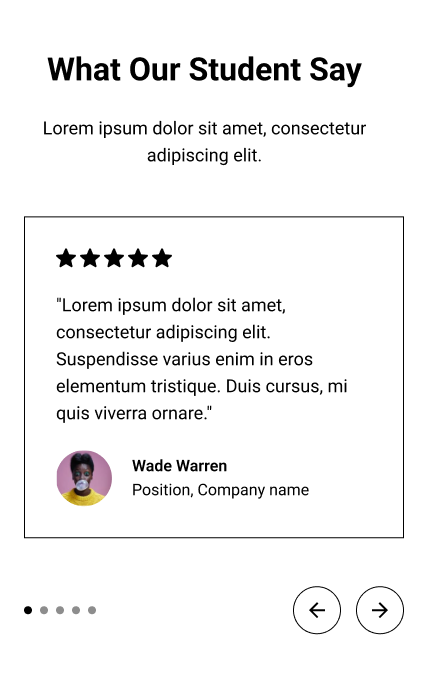 What Our Student Say
Lorem ipsum dolor sit amet, consectetur
adipiscing elit.
"Lorem ipsum dolor sit amet,
consectetur adipiscing elit.
Suspendisse varius enim in eros
elementum tristique. Duis cursus, mi
quis viverra ornare."
Wade Warren
Position, Company name